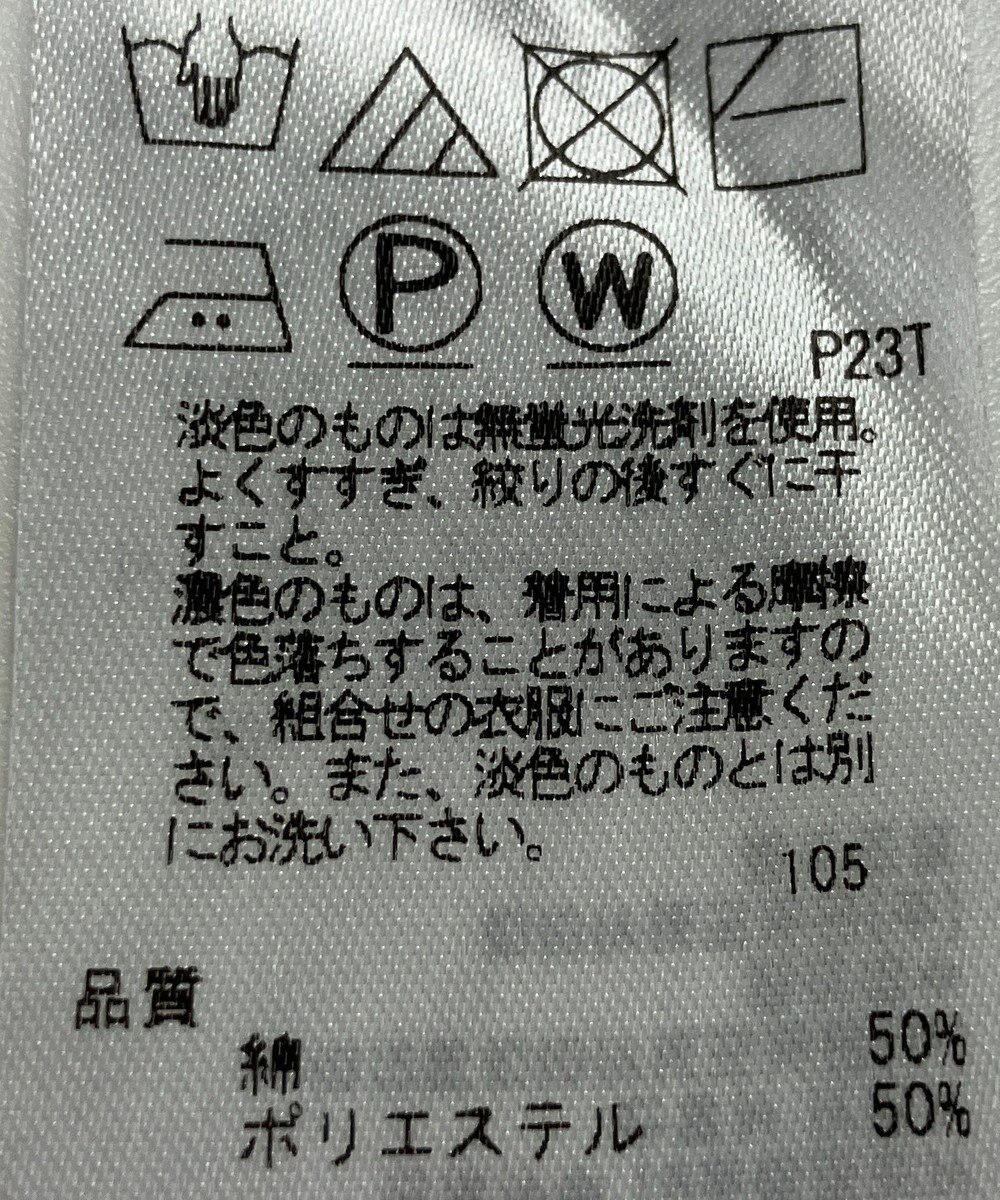 P W
P23T
淡色のものは無蛍光洗剤を使用。
よくすすぎ、絞りの後すぐに干
すこと。
濃色のものは、着用による摩擦
で色落ちすることがありますの
で、組合せの衣服にご注意くだ
さい。また、淡色のものとは別
にお洗い下さい。
105
品質
綿 50%
ポリエステル 50%